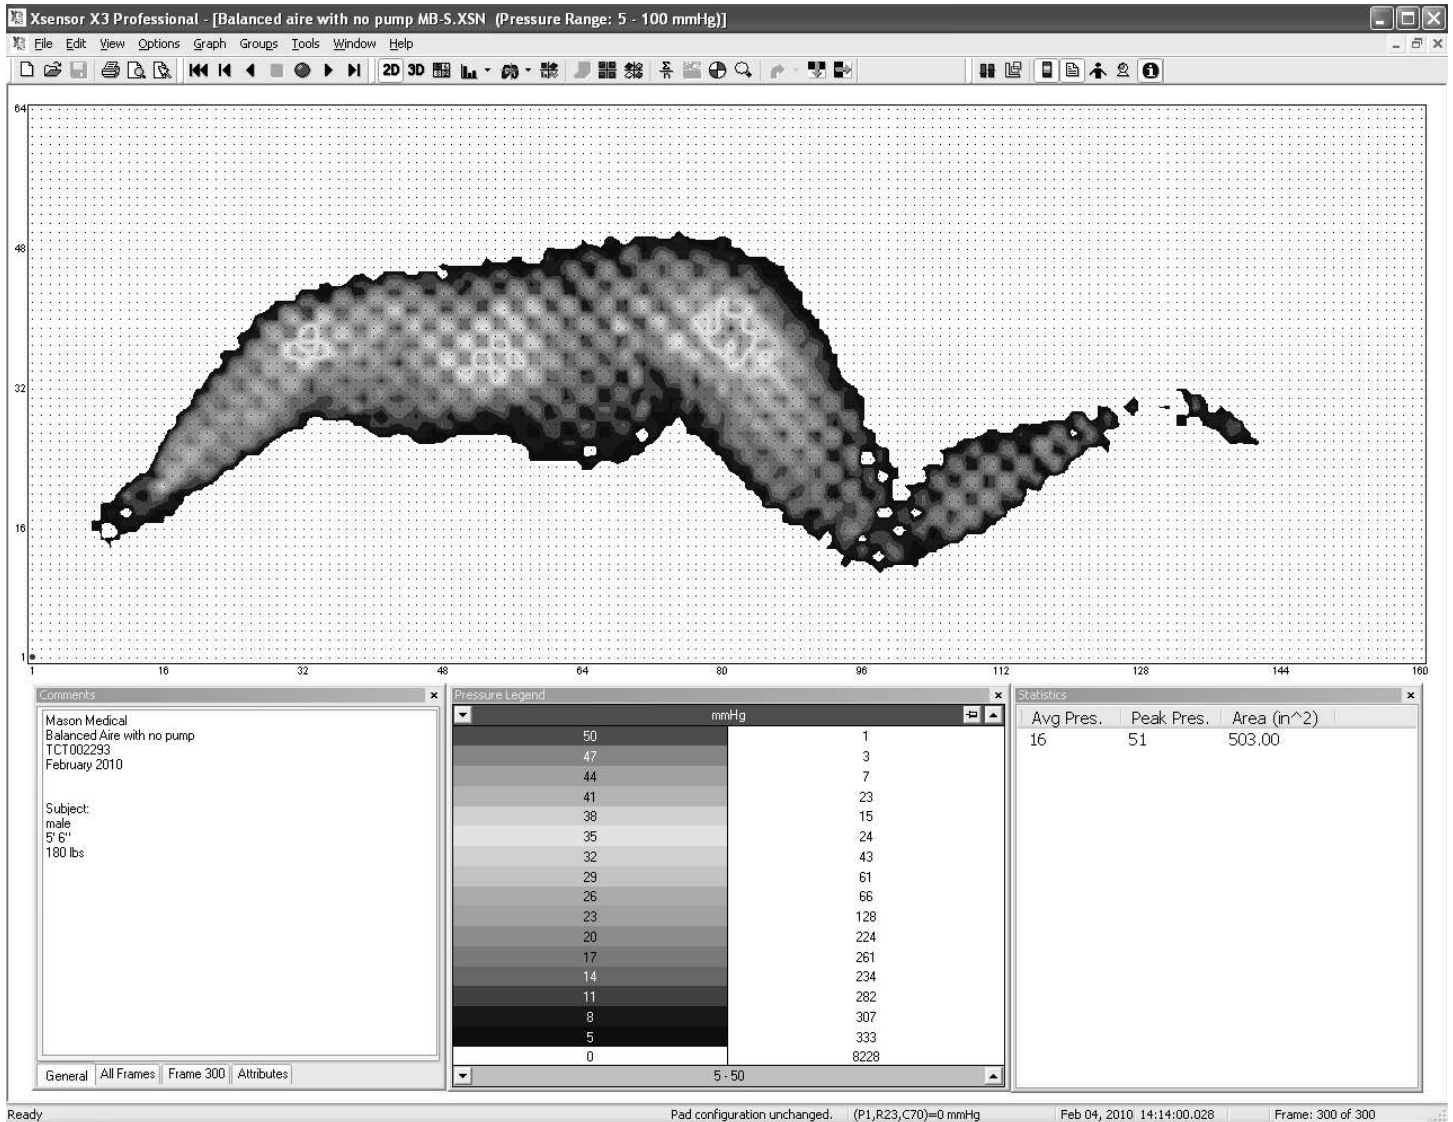 Xsensor X3 Professional - [Balanced aire with no pump MB-S.XSN (Pressure Range: 5 - 100 mmHg)]
File Edit View Options Graph Groups Tools Window Help
2D 3D
64
48
32
16
1
1 16 32 48 64 80 96 112 128 144 160
Comments
Mason Medical
Balanced Aire with no pump
TCT002293
February 2010
Subject:
male
5' 6''
180 lbs
General All Frames Frame 300 Attributes
Pressure Legend
mmHg
50 1
47 3
44 7
41 23
38 15
35 24
32 43
29 61
26 66
23 128
20 224
17 261
14 234
11 282
8 307
5 333
0 8228
5 - 50
Statistics
Avg Pres. Peak Pres. Area (in^2)
16 51 503.00
Ready Pad configuration unchanged. (P1,R23,C70)=0 mmHg Feb 04, 2010 14:14:00.028 Frame: 300 of 300